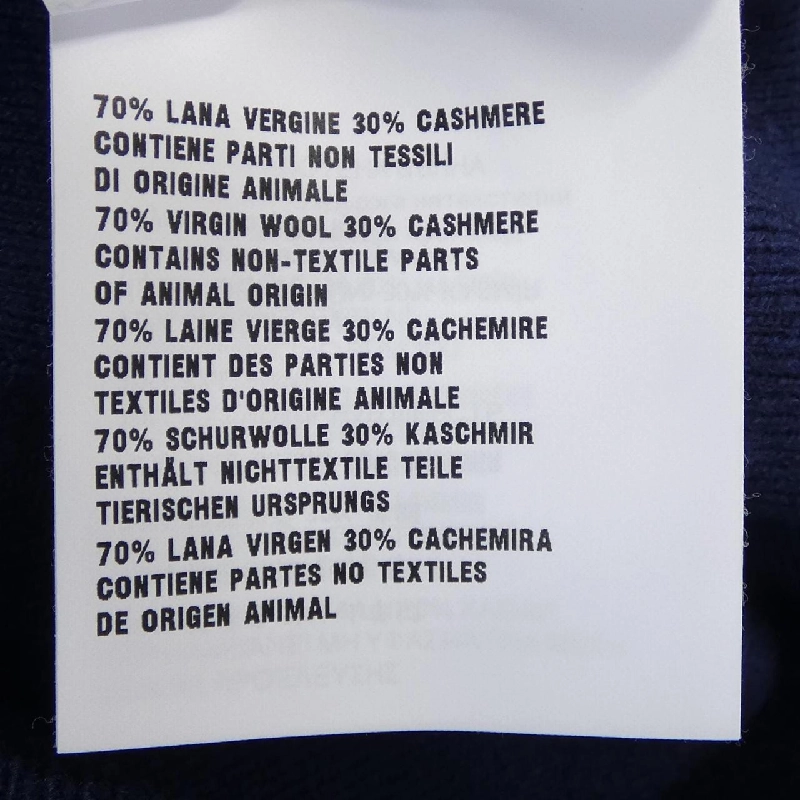 70% LANA VERGINE 30% CASHMERE
CONTIENE PARTI NON TESSILI
DI ORIGINE ANIMALE
70% VIRGIN WOOL 30% CASHMERE
CONTAINS NON-TEXTILE PARTS
OF ANIMAL ORIGIN
70% LAINE VIERGE 30% CACHEMIRE
CONTIENT DES PARTIES NON
TEXTILES D'ORIGINE ANIMALE
70% SCHURWOLLE 30% KASCHMIR
ENTHÄLT NICHTTEXTILE TEILE
TIERISCHEN URSPRUNGS
70% LANA VIRGEN 30% CACHEMIRA
CONTIENE PARTES NO TEXTILES
DE ORIGEN ANIMAL